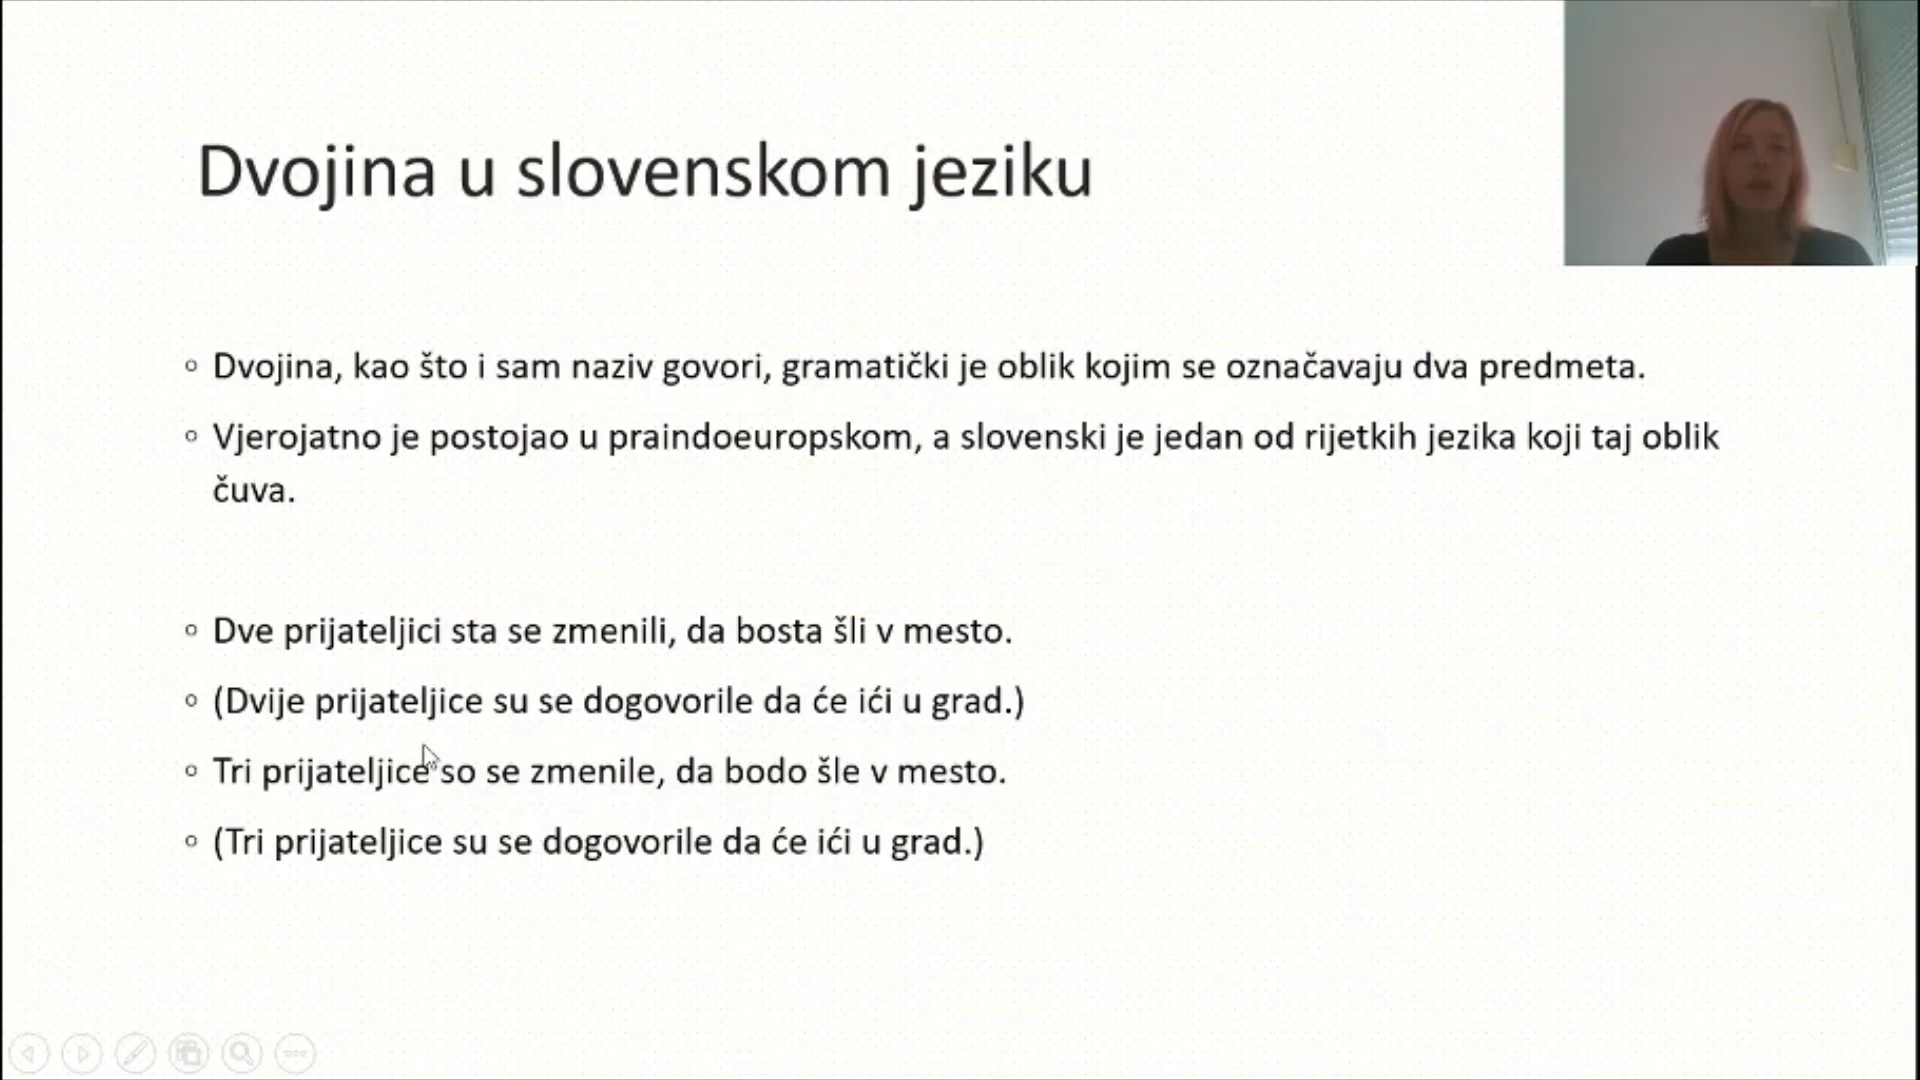 Dvojina u slovenskom jeziku
Dvojina, kao što i sam naziv govori, gramatički je oblik kojim se označavaju dva predmeta.
Vjerojatno je postojao u praindoeuropskom, a slovenski je jedan od rijetkih jezika koji taj oblik
čuva.
Dve prijateljici sta se zmenili, da bosta šli v mesto.
(Dvije prijateljice su se dogovorile da će ići u grad.)
Tri prijateljice so se zmenile, da bodo šle v mesto.
(Tri prijateljice su se dogovorile da će ići u grad.)